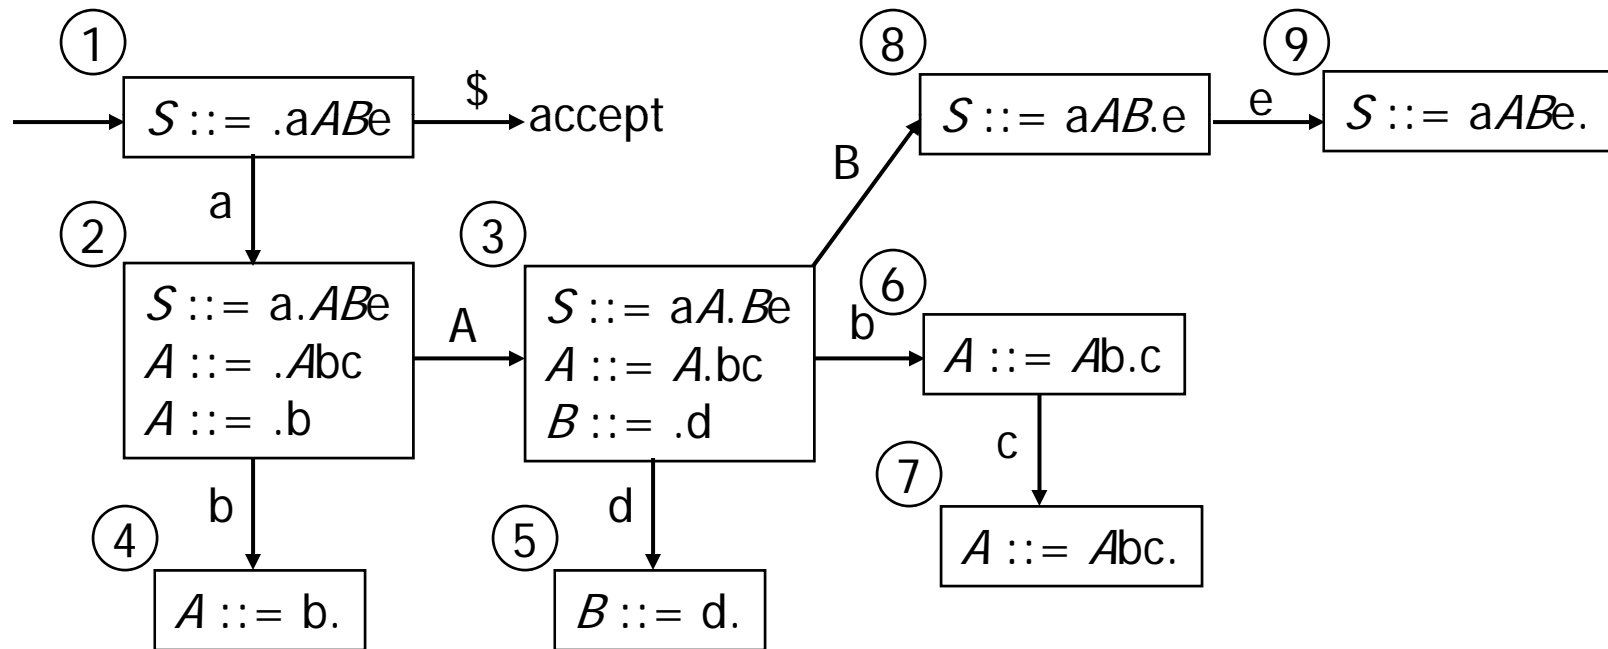 1
S ::= .aABe
$
accept
8
S ::= aAB.e
e
9
S ::= aABe.
a
B
2
S ::= a.ABe
A ::= .Abc
A ::= .b
A
3
S ::= aA.Be
A ::= A.bc
B ::= .d
6
b
A ::= Ab.c
b
d
c
4
A ::= b.
5
B ::= d.
7
A ::= Abc.